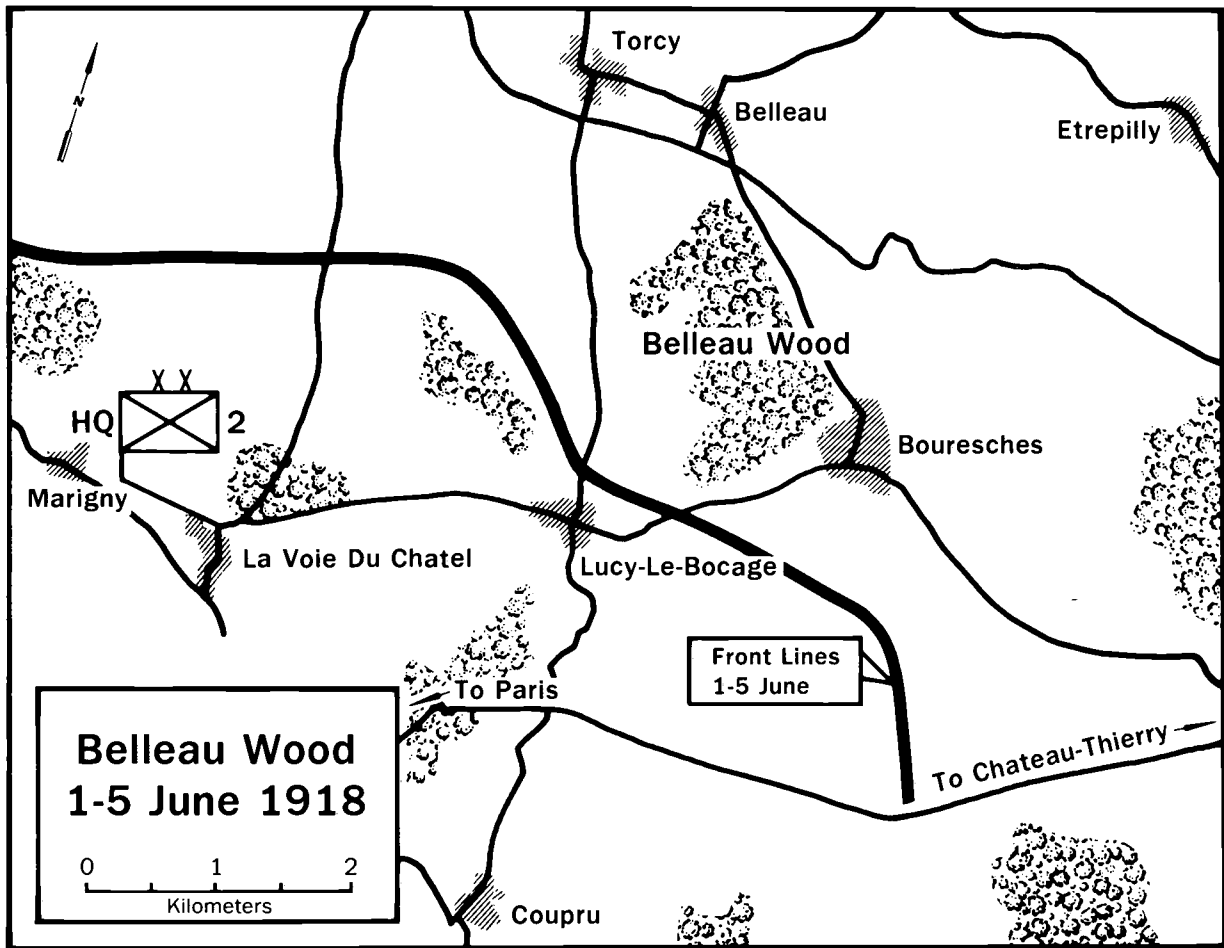 Torcy
N
Belleau
Etrepilly
Belleau Wood
X X
HQ 2
Bouresches
Marigny
La Voie Du Chatel
Lucy-Le-Bocage
Front Lines
1-5 June
To Paris
Belleau Wood
1-5 June 1918
To Chateau-Thierry
0 1 2
Kilometers
Coupru